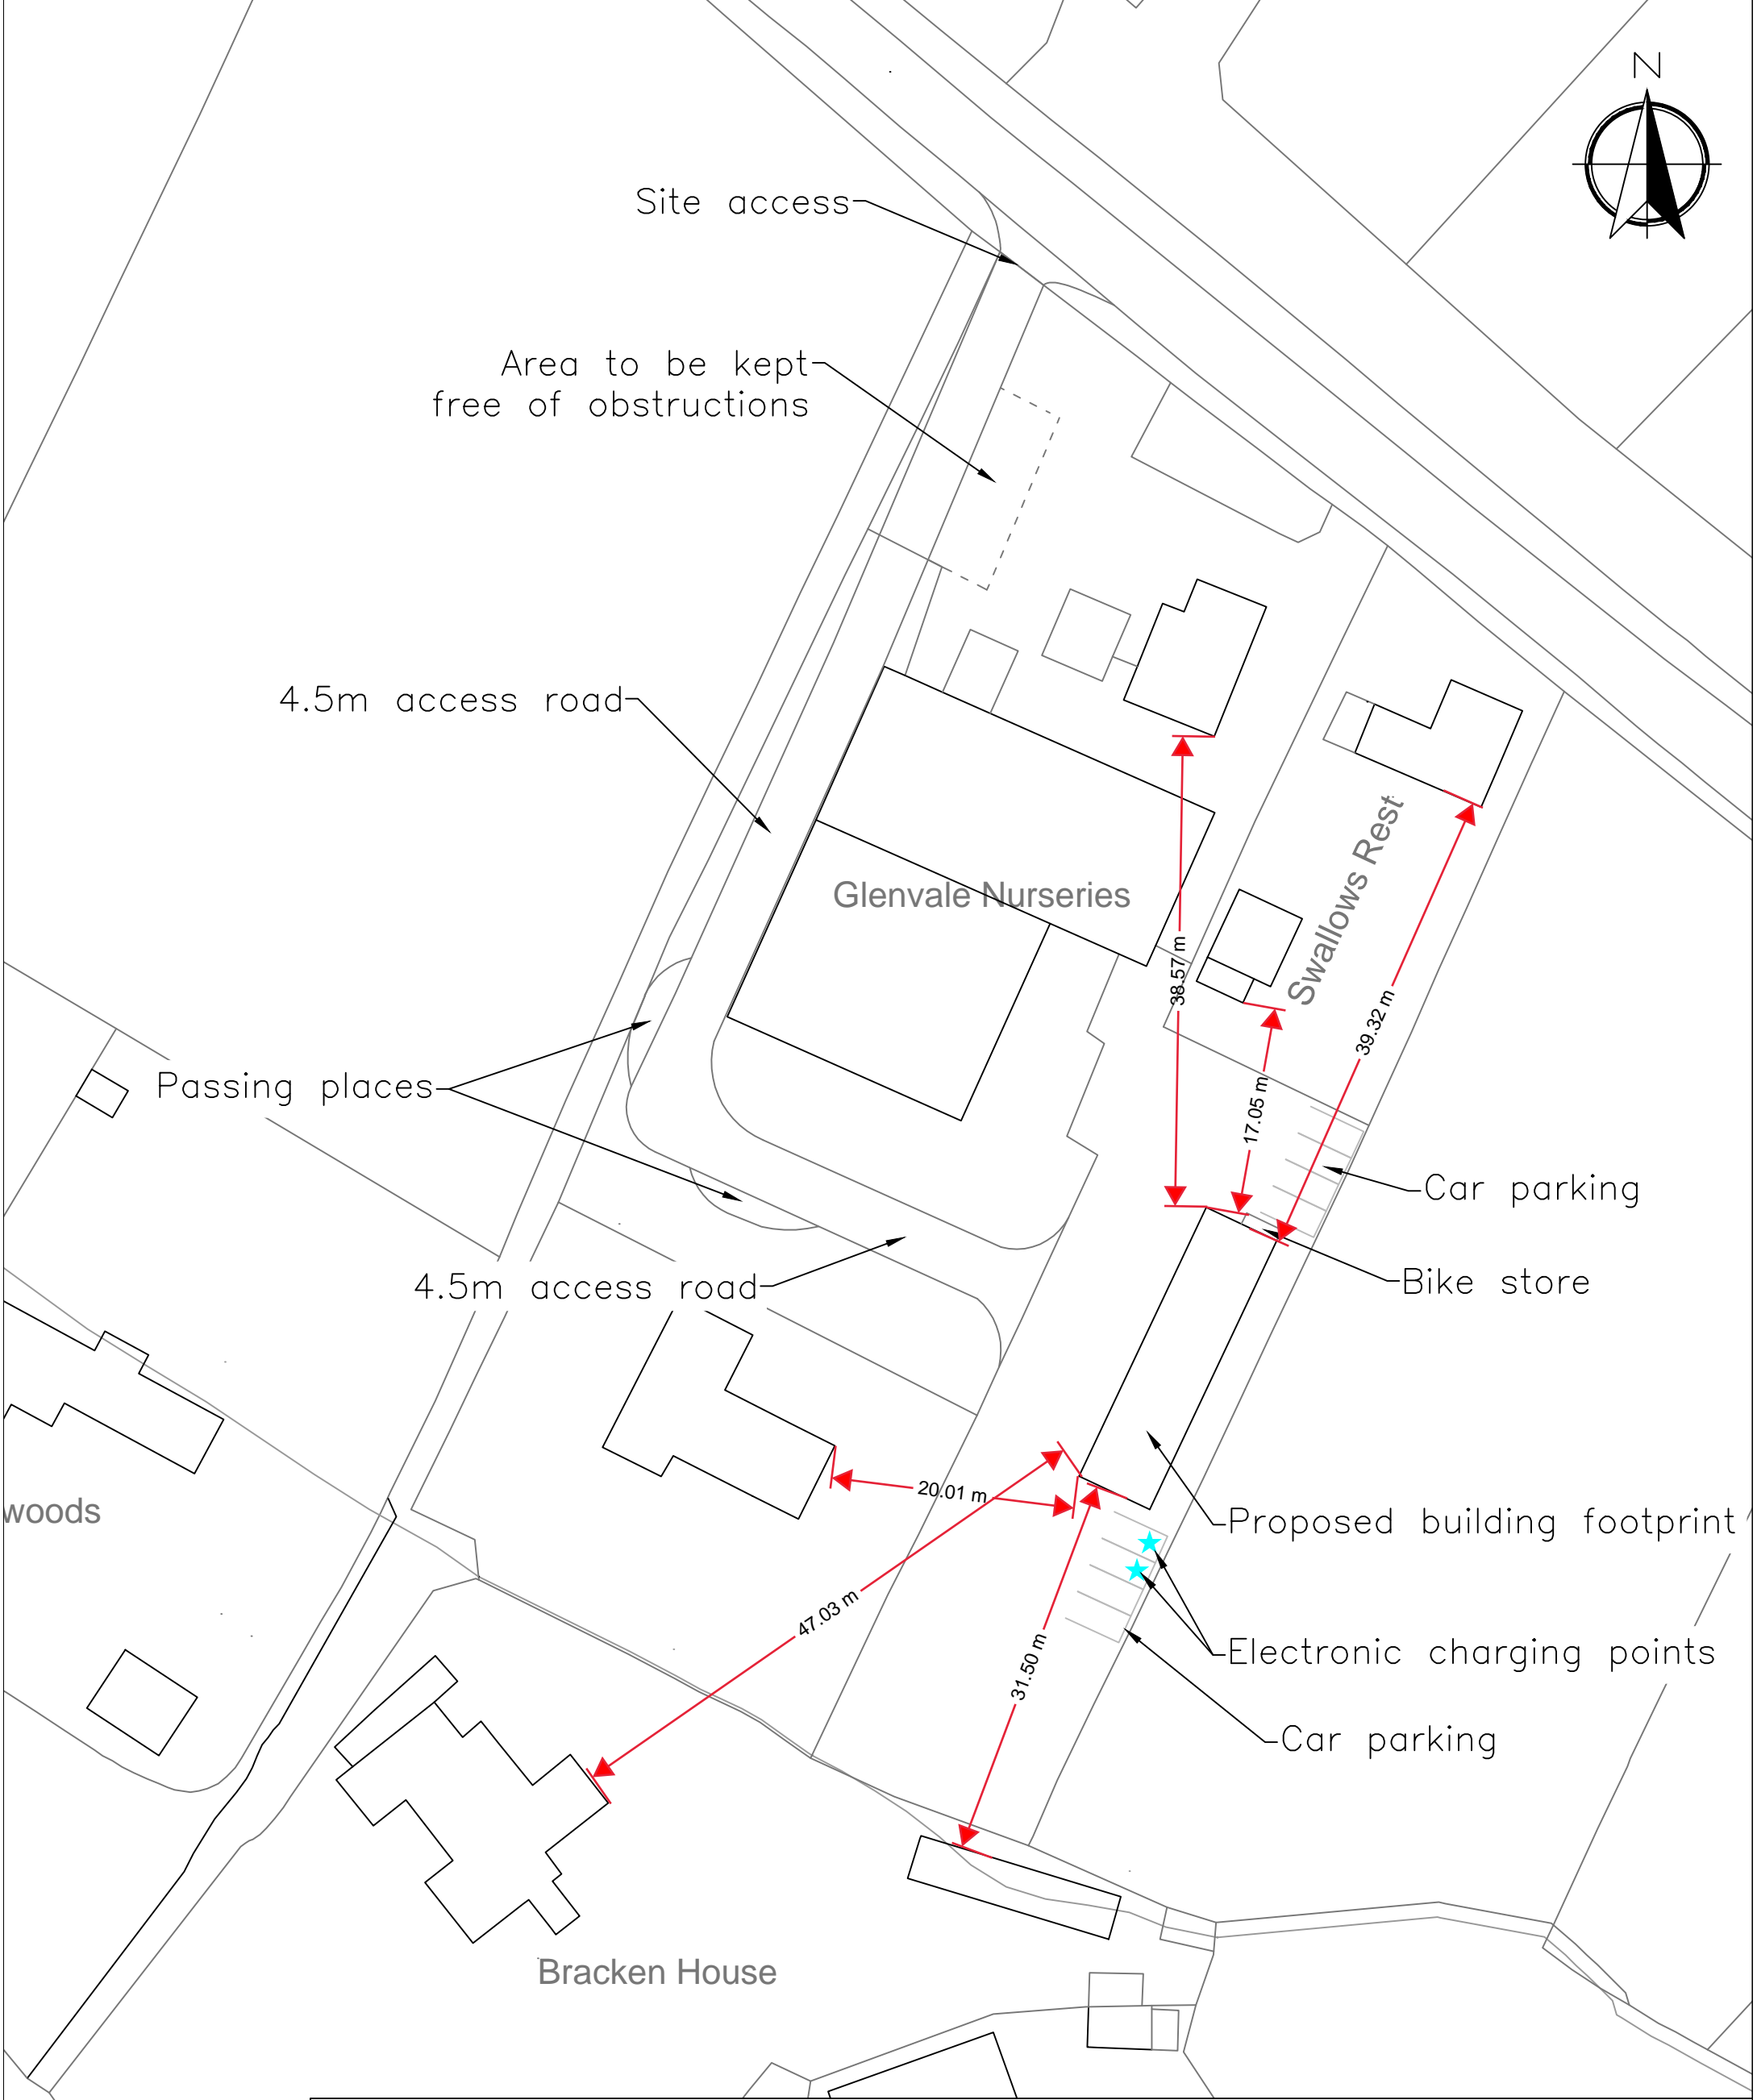 N
Site access
Area to be kept
free of obstructions
4.5m access road
Glenvale Nurseries
Swallows Rest
38.57 m
39.32 m
17.05 m
Passing places
Car parking
4.5m access road
Bike store
20.01 m
woods
Proposed building footprint
47.03 m
31.50 m
Electronic charging points
Car parking
Bracken House